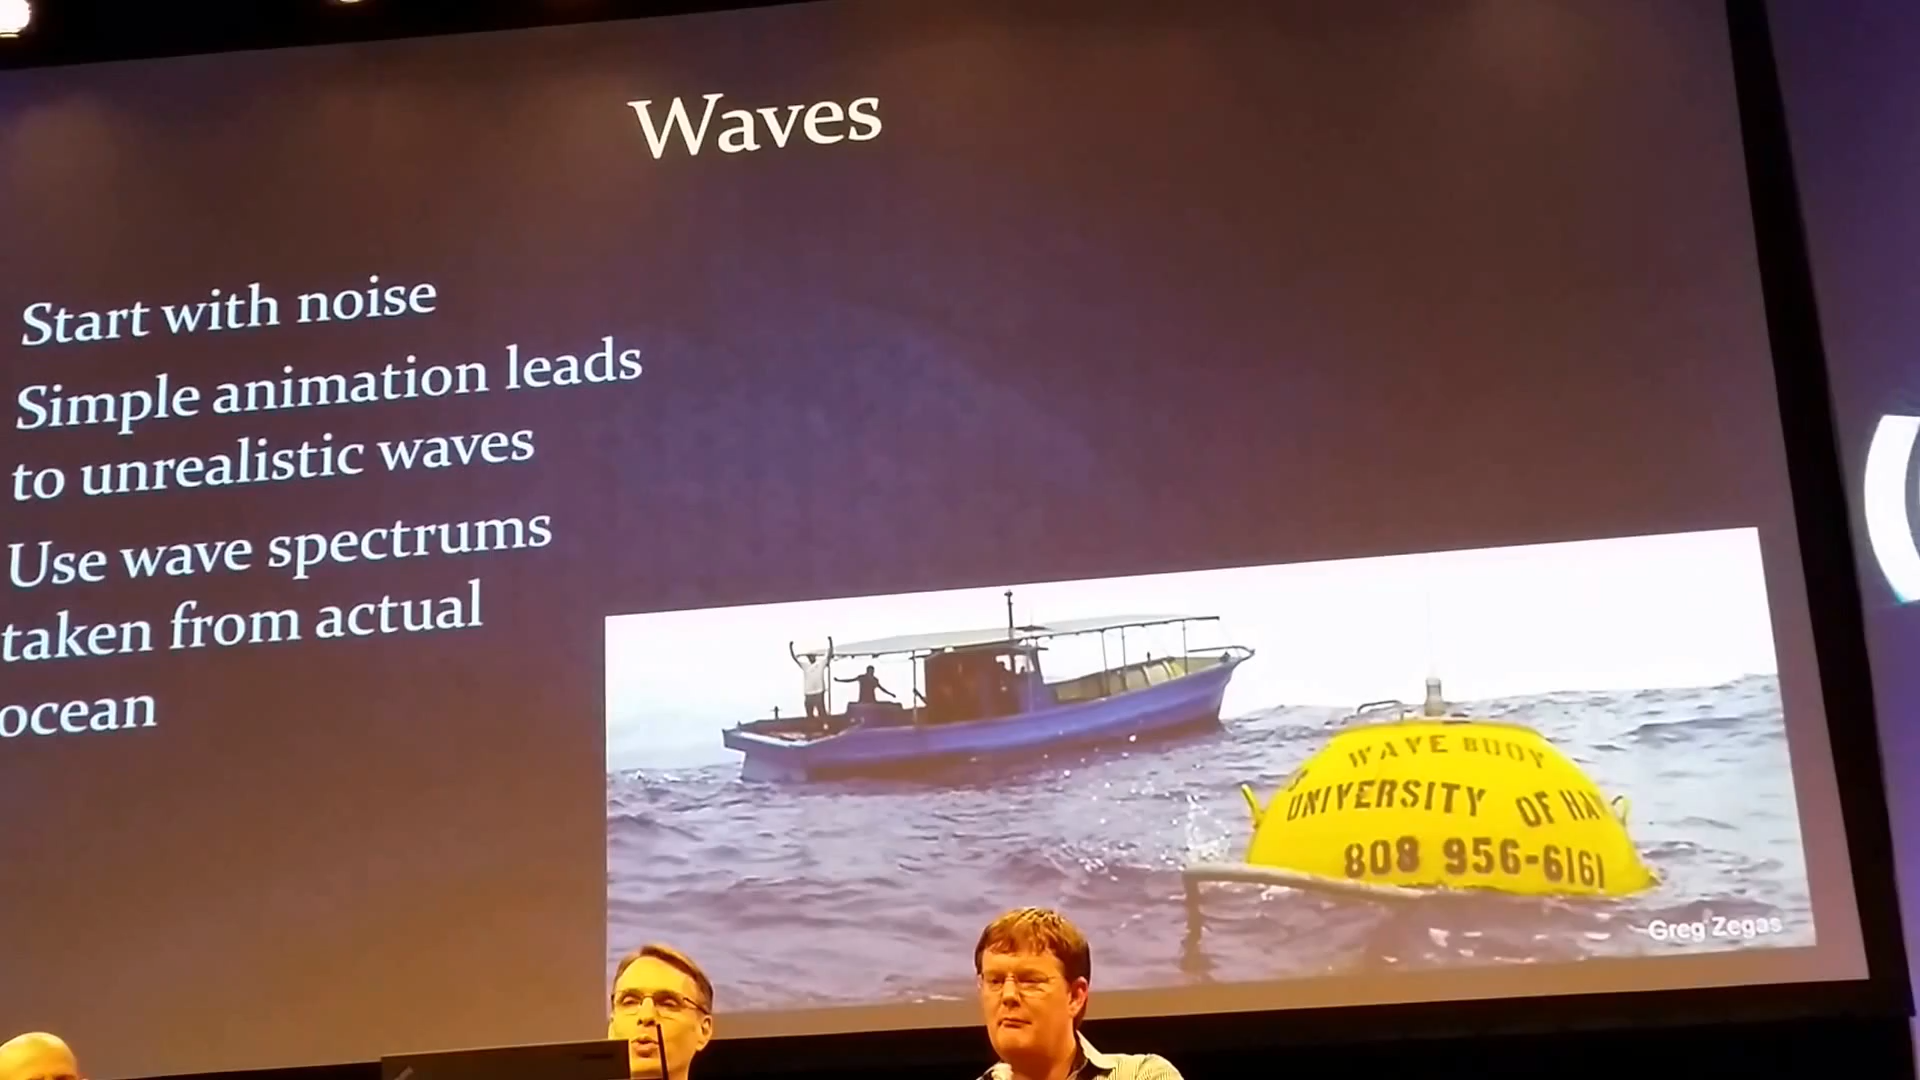 Waves
Start with noise
Simple animation leads
to unrealistic waves
Use wave spectrums
taken from actual
ocean
WAVE BUOY
UNIVERSITY OF HA
808 956-6161
Greg Zegas